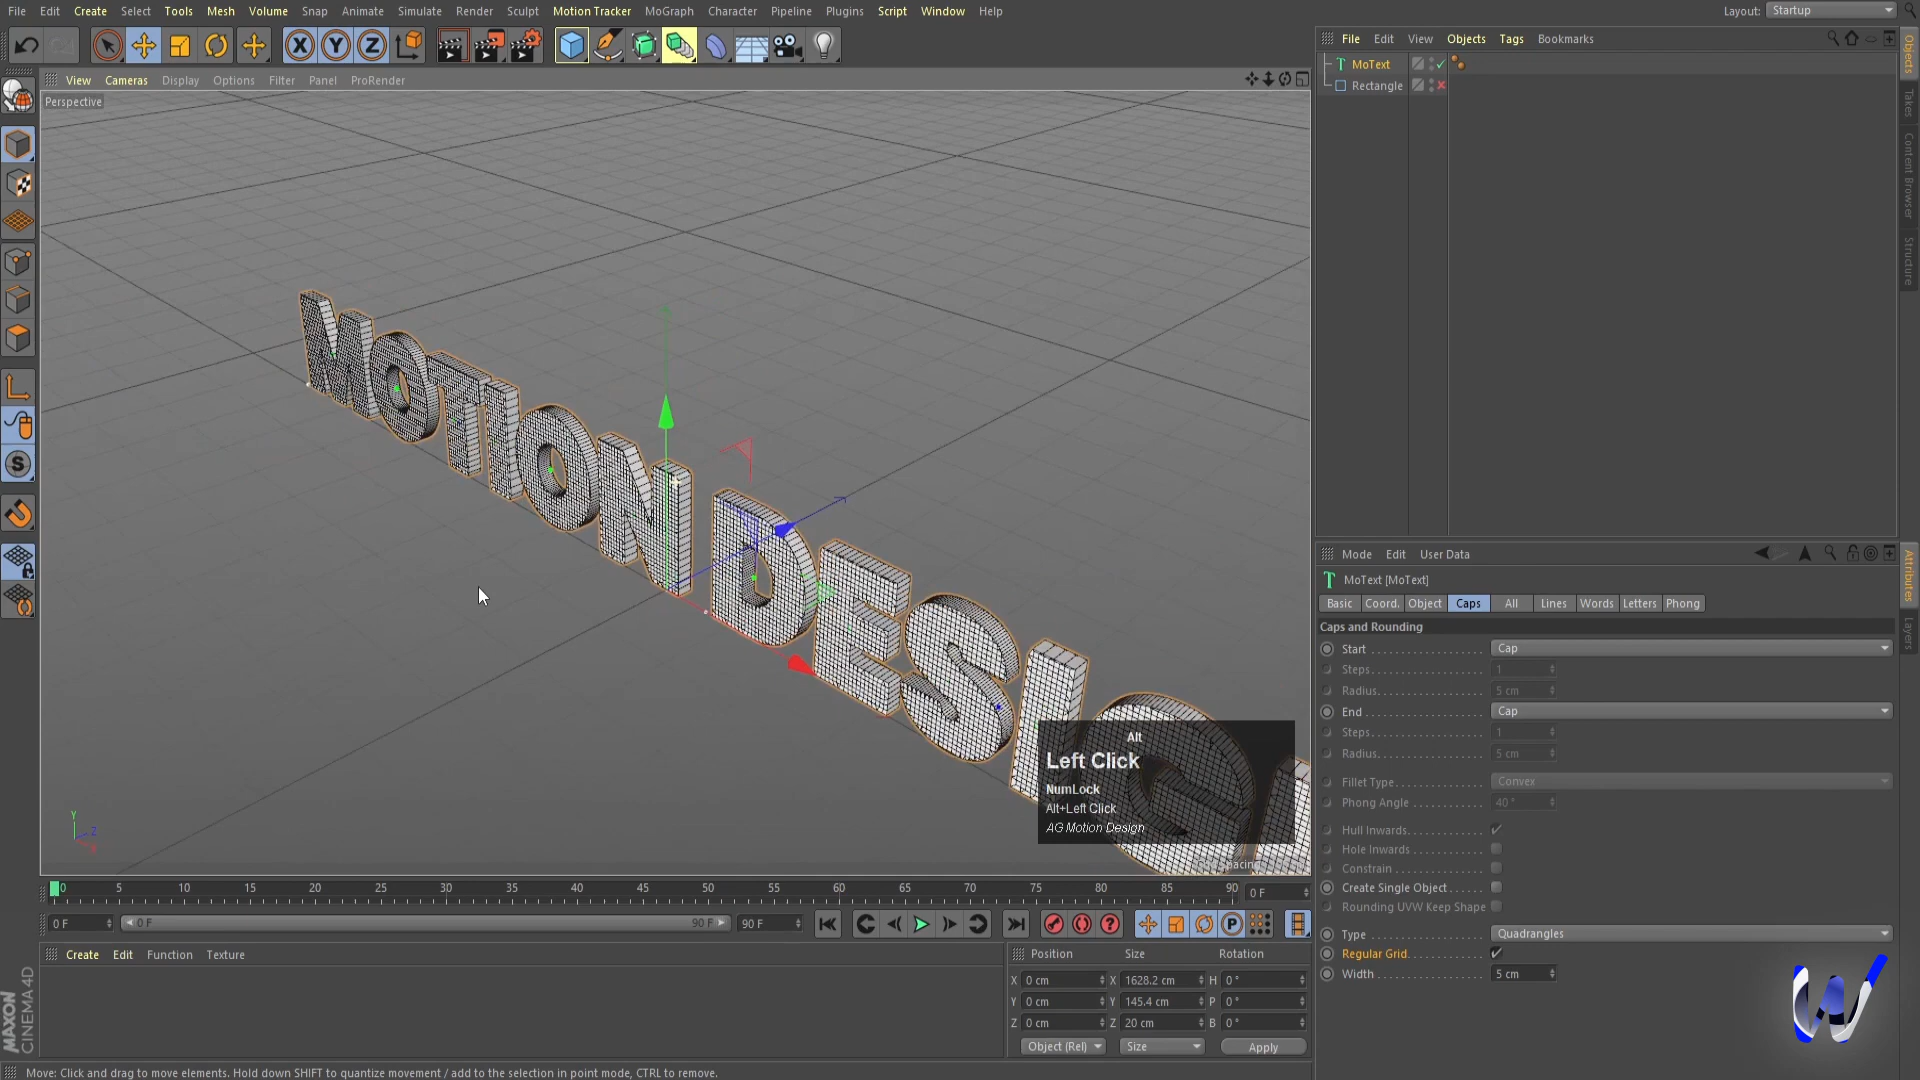 File Edit Create Select Tools Mesh Volume Snap Animate Simulate Render Sculpt Motion Tracker MoGraph Character Pipeline Plugins Script Window Help
Layout: Startup
X Y Z
View Cameras Display Options Filter Panel ProRender
Perspective
File Edit View Objects Tags Bookmarks
MoText
Rectangle
Objects
Takes
Content Browser
Structure
MOTION DESIG
Alt
Left Click
NumLock
Alt+Left Click
AG Motion Design
Y
Z
X
Mode Edit User Data
MoText [MoText]
Basic Coord. Object Caps All Lines Words Letters Phong
Caps and Rounding
Start Cap
Steps 1
Radius 5 cm
End Cap
Steps 1
Radius 5 cm
Fillet Type Convex
Phong Angle 40 °
Hull Inwards
Hole Inwards
Constrain
Create Single Object
Rounding UVW Keep Shape
Type Quadrangles
Regular Grid
Width 5 cm
Attributes
Layers
0 5 10 15 20 25 30 35 40 45 50 55 60 65 70 75 80 85 90
0 F
0 F 0 F 90 F 90 F
P
Create Edit Function Texture
Position Size Rotation
X 0 cm X 1628.2 cm H 0 °
Y 0 cm Y 145.4 cm P 0 °
Z 0 cm Z 20 cm B 0 °
Object (Rel) Size Apply
MAXON
CINEMA4D
Move: Click and drag to move elements. Hold down SHIFT to quantize movement / add to the selection in point mode, CTRL to remove.